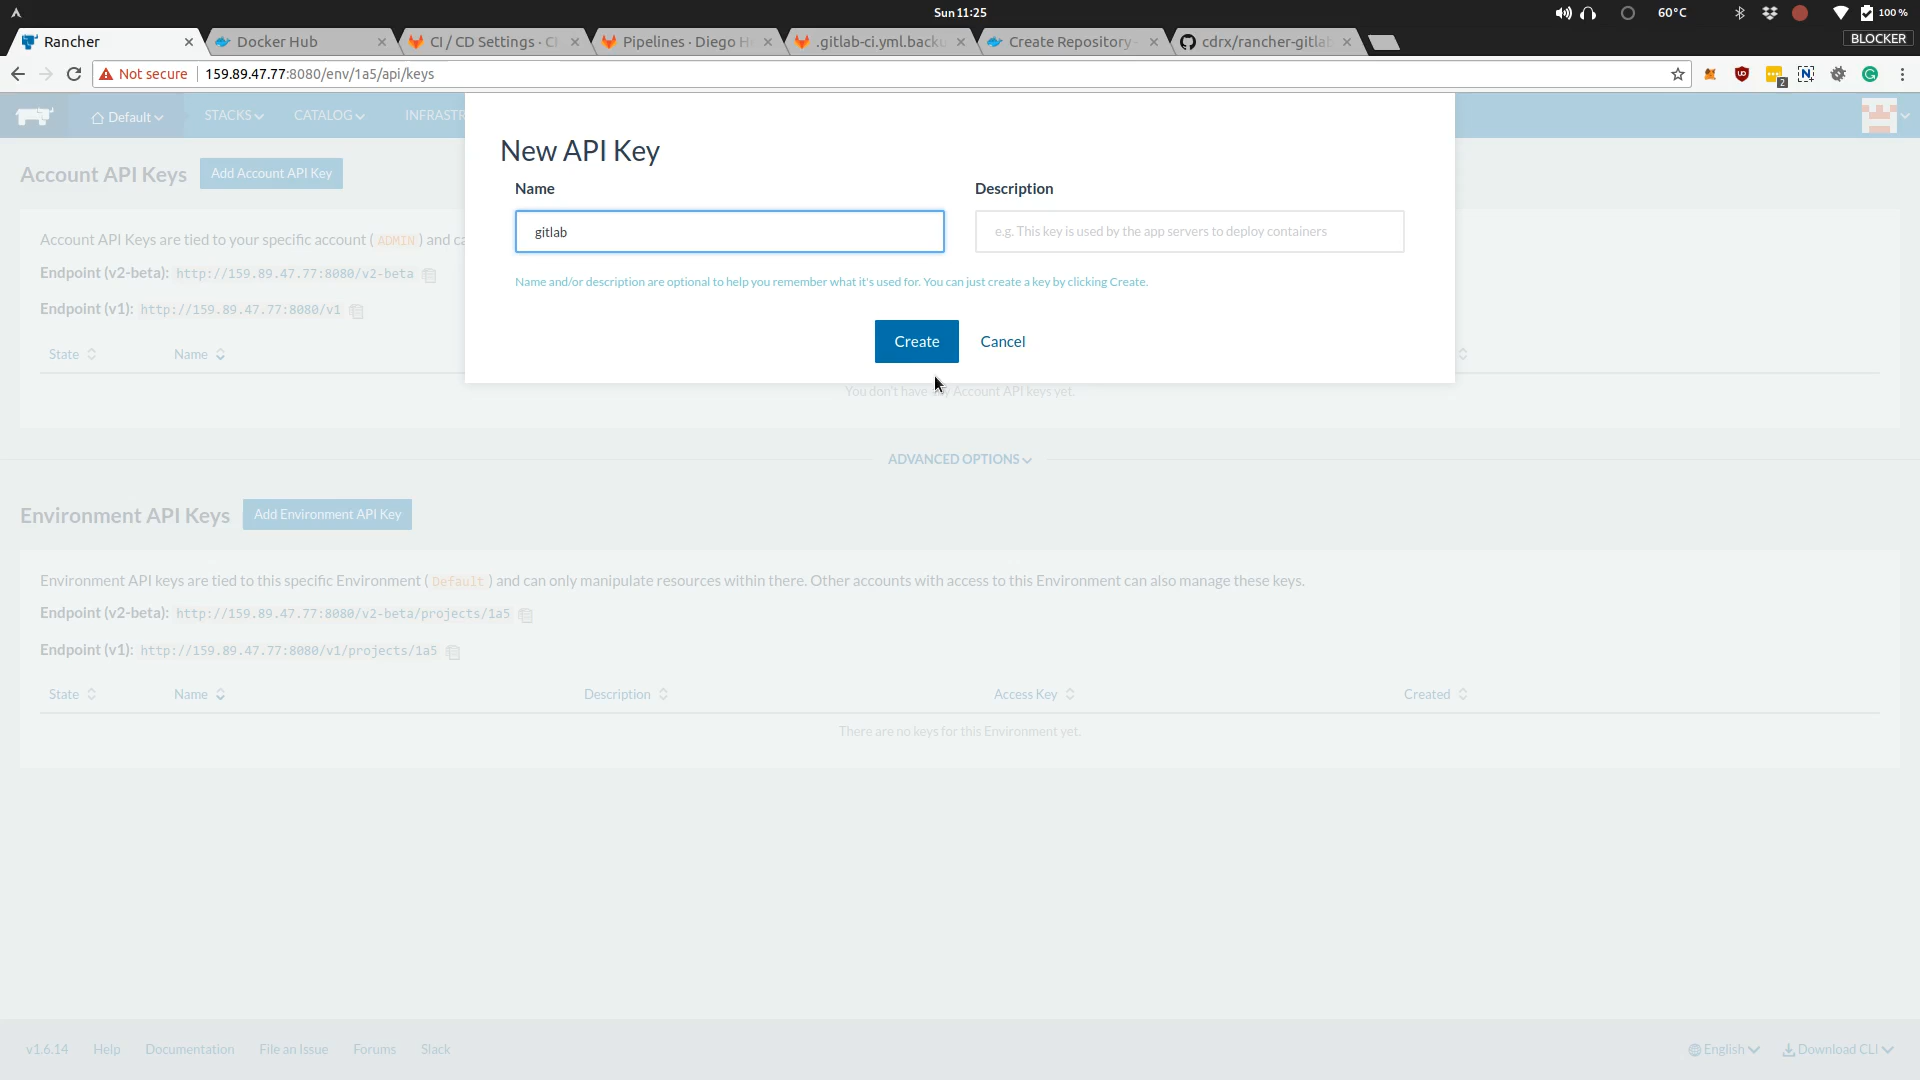 Sun 11:25
60°C
100 %
Rancher
Docker Hub
CI / CD Settings · CI
Pipelines · Diego H
.gitlab-ci.yml.backu
Create Repository -
cdrx/rancher-gitlab
BLOCKER
Not secure
159.89.47.77:8080/env/1a5/api/keys
2
Default
STACKS
CATALOG
INFRASTR
New API Key
Name
Description
gitlab
e.g. This key is used by the app servers to deploy containers
Name and/or description are optional to help you remember what it's used for. You can just create a key by clicking Create.
Create
Cancel
Account API Keys
Add Account API Key
Account API Keys are tied to your specific account ( ADMIN ) and ca
Endpoint (v2-beta): http://159.89.47.77:8080/v2-beta
Endpoint (v1): http://159.89.47.77:8080/v1
State
Name
You don't have any Account API keys yet.
ADVANCED OPTIONS
Environment API Keys
Add Environment API Key
Environment API keys are tied to this specific Environment ( Default ) and can only manipulate resources within there. Other accounts with access to this Environment can also manage these keys.
Endpoint (v2-beta): http://159.89.47.77:8080/v2-beta/projects/1a5
Endpoint (v1): http://159.89.47.77:8080/v1/projects/1a5
State
Name
Description
Access Key
Created
There are no keys for this Environment yet.
v1.6.14
Help
Documentation
File an Issue
Forums
Slack
English
Download CLI